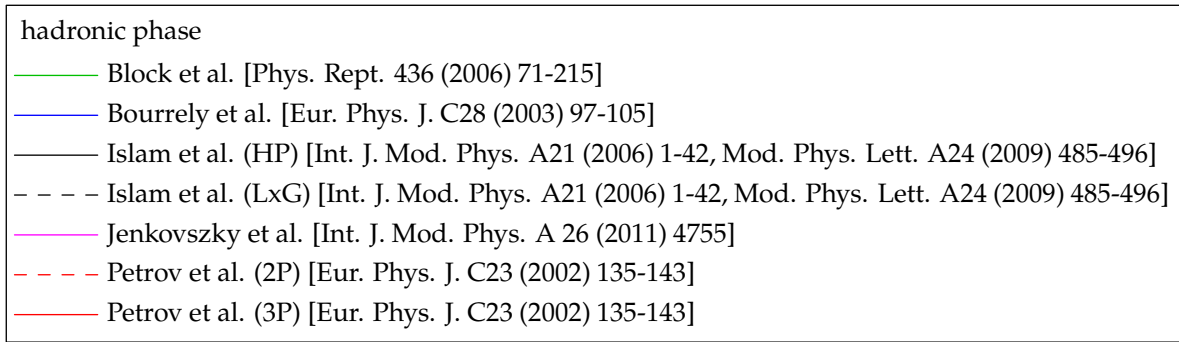 hadronic phase
Block et al. [Phys. Rept. 436 (2006) 71-215]
Bourrely et al. [Eur. Phys. J. C28 (2003) 97-105]
Islam et al. (HP) [Int. J. Mod. Phys. A21 (2006) 1-42, Mod. Phys. Lett. A24 (2009) 485-496]
Islam et al. (LxG) [Int. J. Mod. Phys. A21 (2006) 1-42, Mod. Phys. Lett. A24 (2009) 485-496]
Jenkovszky et al. [Int. J. Mod. Phys. A 26 (2011) 4755]
Petrov et al. (2P) [Eur. Phys. J. C23 (2002) 135-143]
Petrov et al. (3P) [Eur. Phys. J. C23 (2002) 135-143]